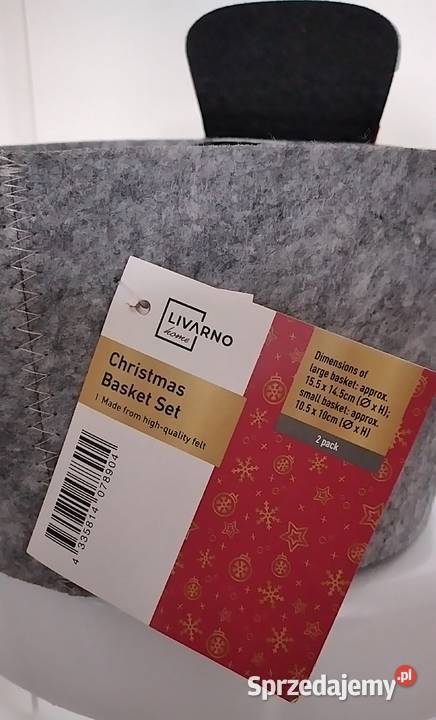 LIVARNO
home
Christmas
Basket Set
| Made from high-quality felt
4 335814 078904
Dimensions of
large basket: approx.
15.5 x 14.5cm (Ø x H);
small basket: approx.
10.5 x 10cm (Ø x H)
2 pack
Sprzedajemy.pl